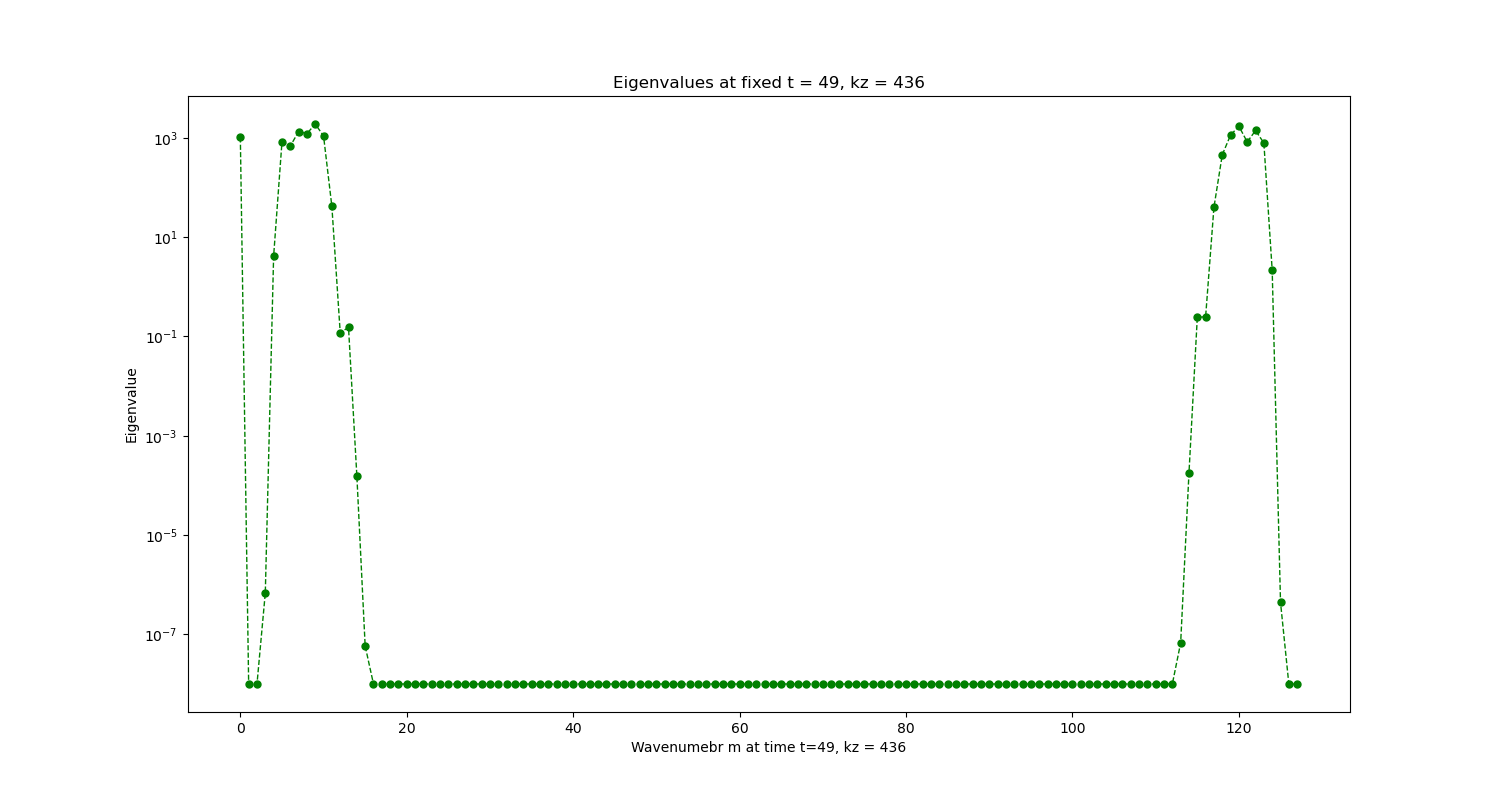 Eigenvalues at fixed t = 49, kz = 436
Eigenvalue
10³
10¹
10⁻¹
10⁻³
10⁻⁵
10⁻⁷
0 20 40 60 80 100 120
Wavenumebr m at time t=49, kz = 436